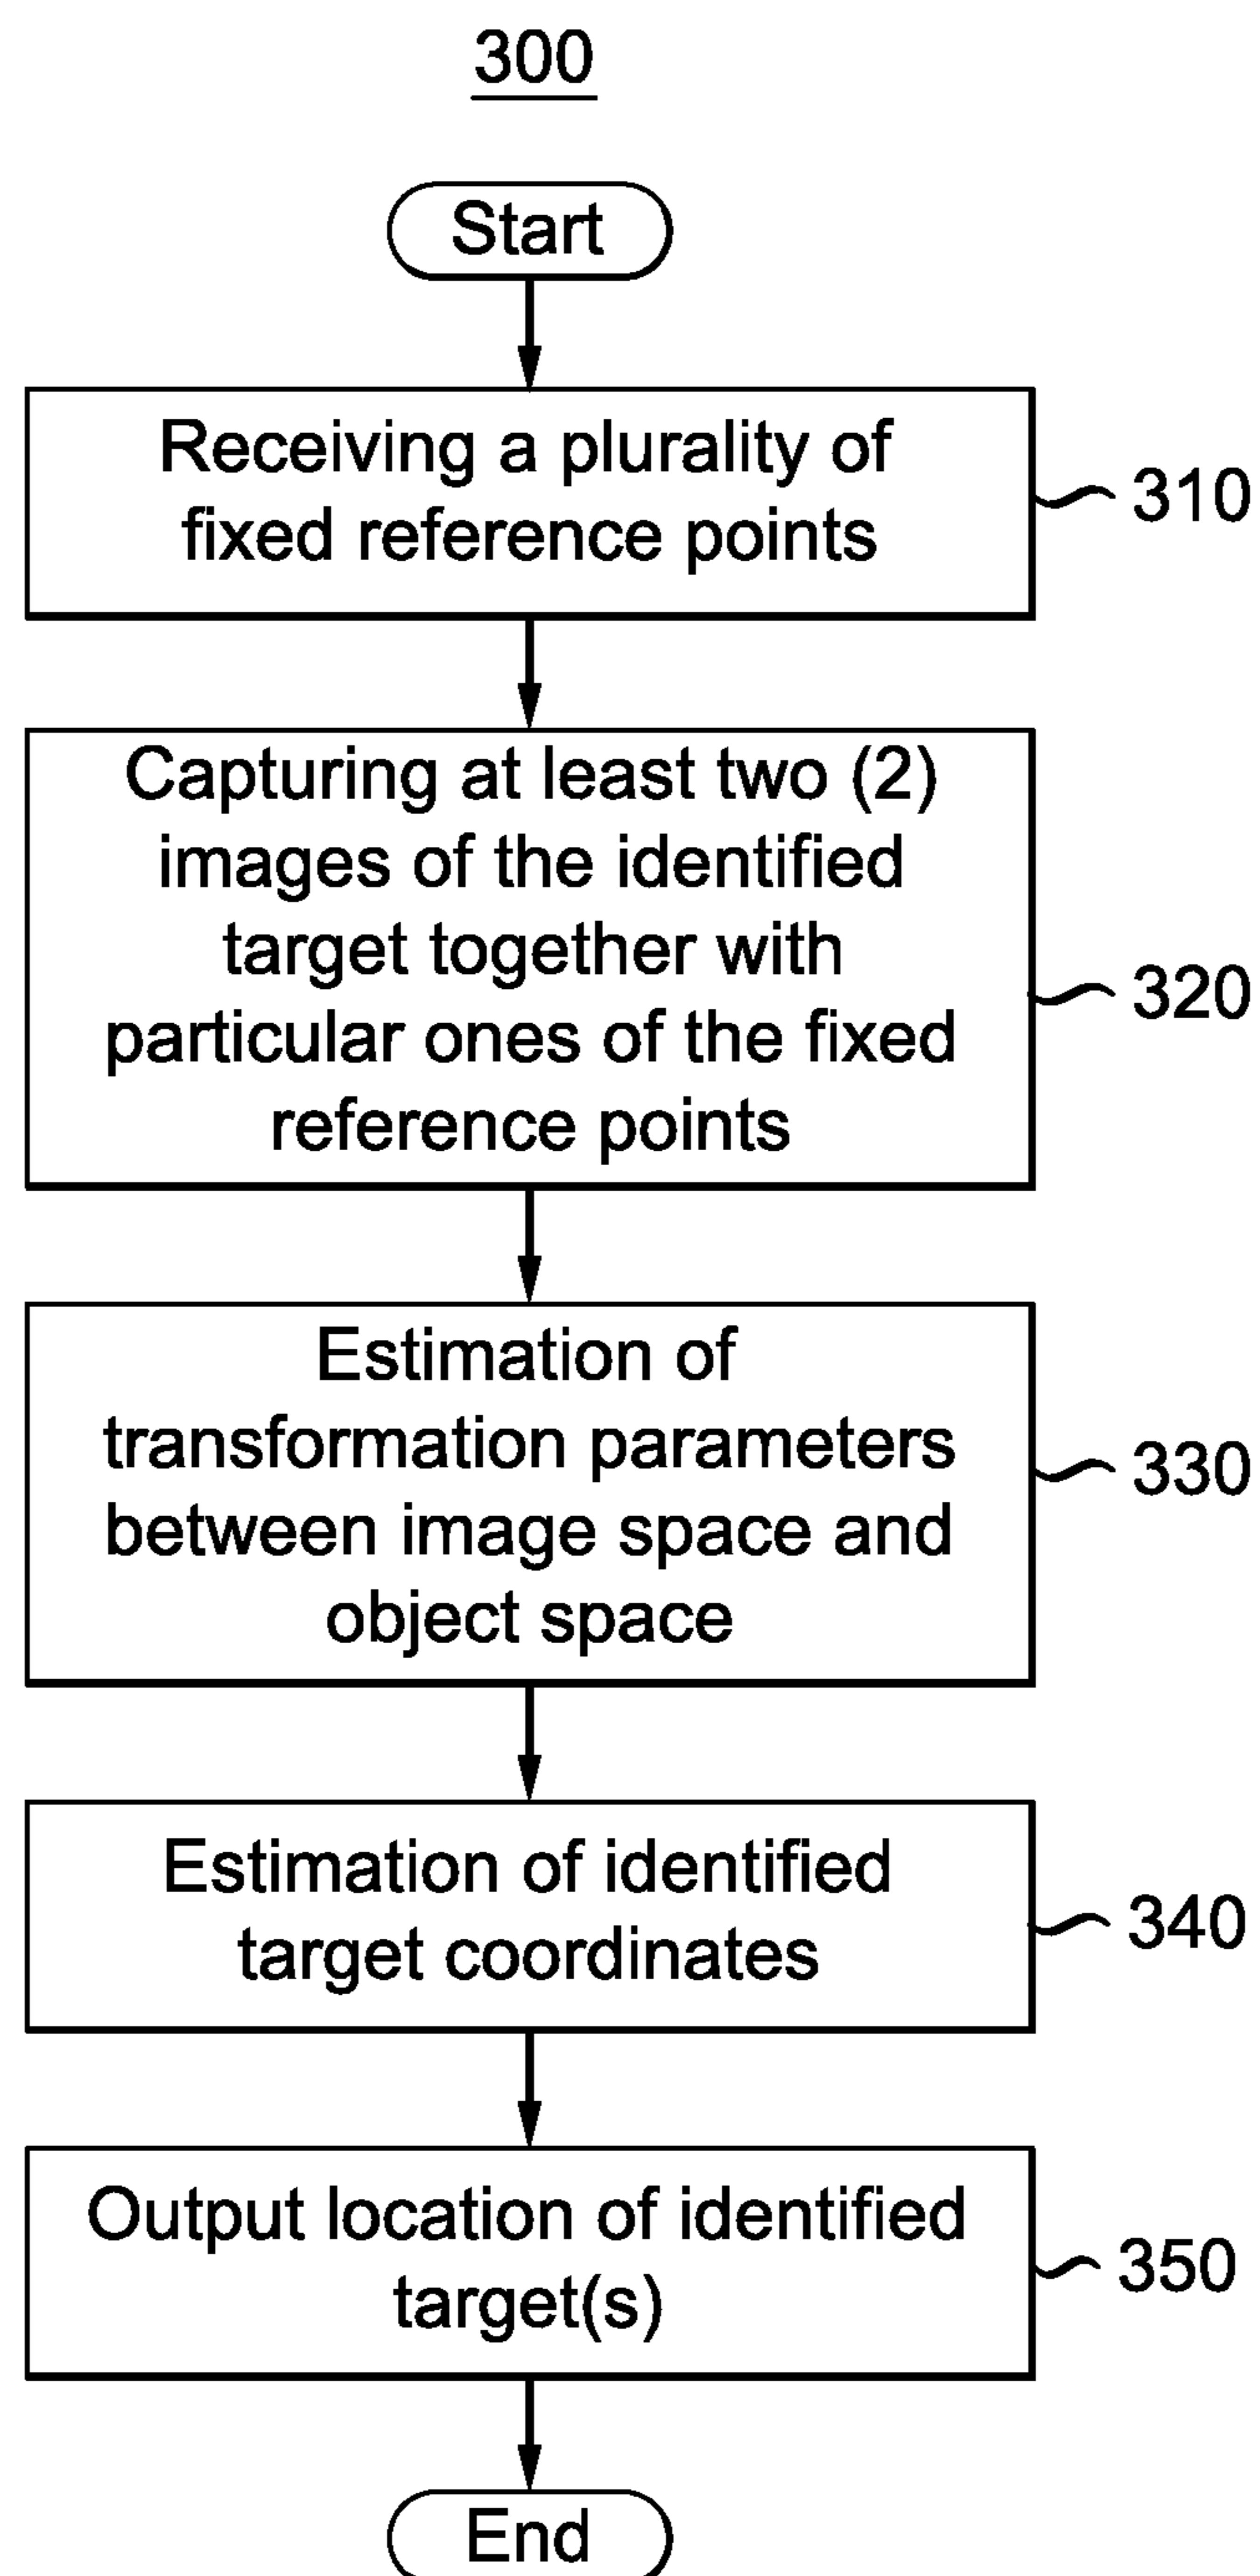 300
Start
Receiving a plurality of
fixed reference points
310
Capturing at least two (2)
images of the identified
target together with
particular ones of the fixed
reference points
320
Estimation of
transformation parameters
between image space and
object space
330
Estimation of identified
target coordinates
340
Output location of identified
target(s)
350
End